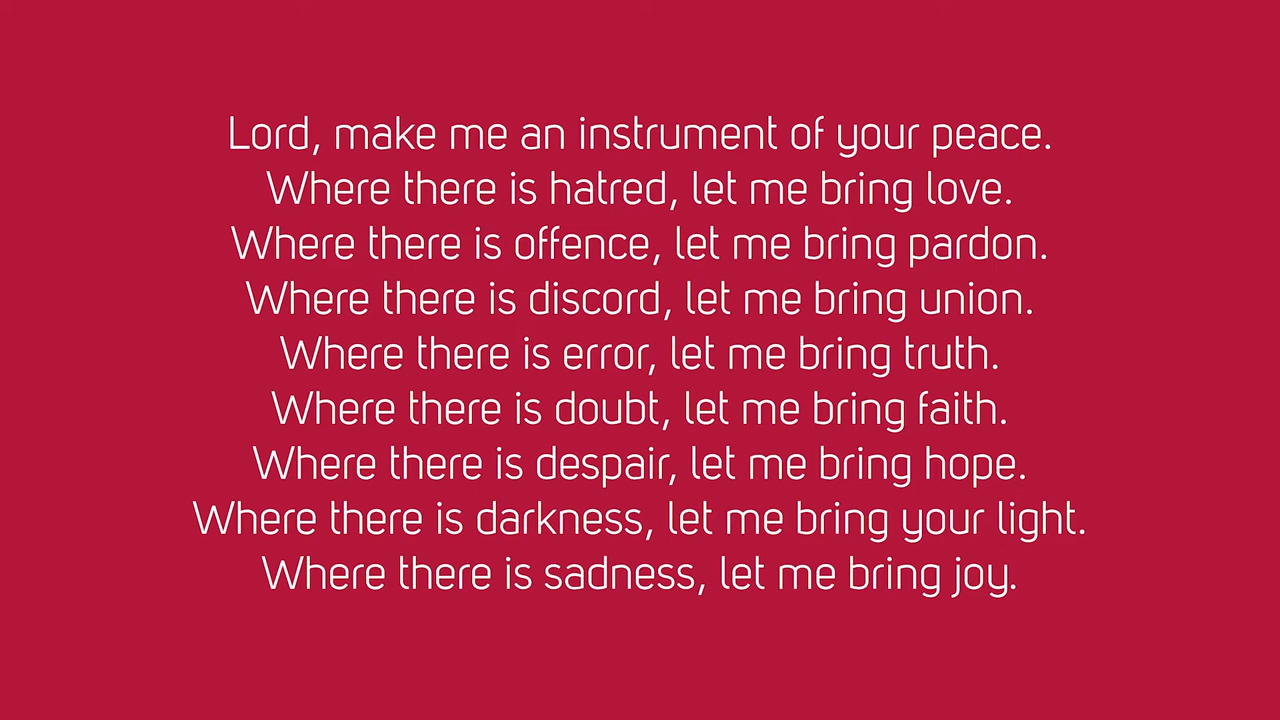 Lord, make me an instrument of your peace.
Where there is hatred, let me bring love.
Where there is offence, let me bring pardon.
Where there is discord, let me bring union.
Where there is error, let me bring truth.
Where there is doubt, let me bring faith.
Where there is despair, let me bring hope.
Where there is darkness, let me bring your light.
Where there is sadness, let me bring joy.